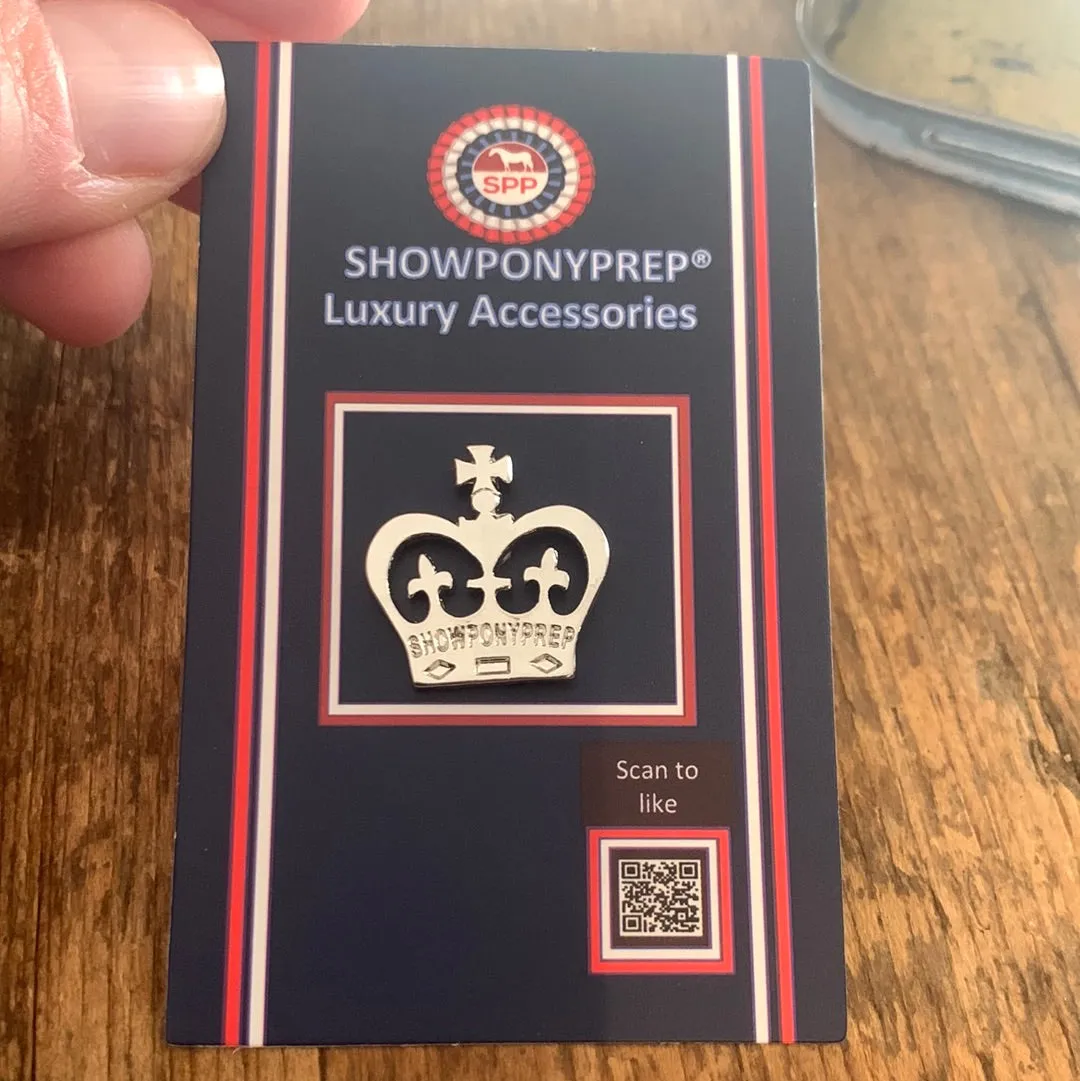 SPP
SHOWPONYPREP®
Luxury Accessories
SHOWPONYPREP
Scan to
like